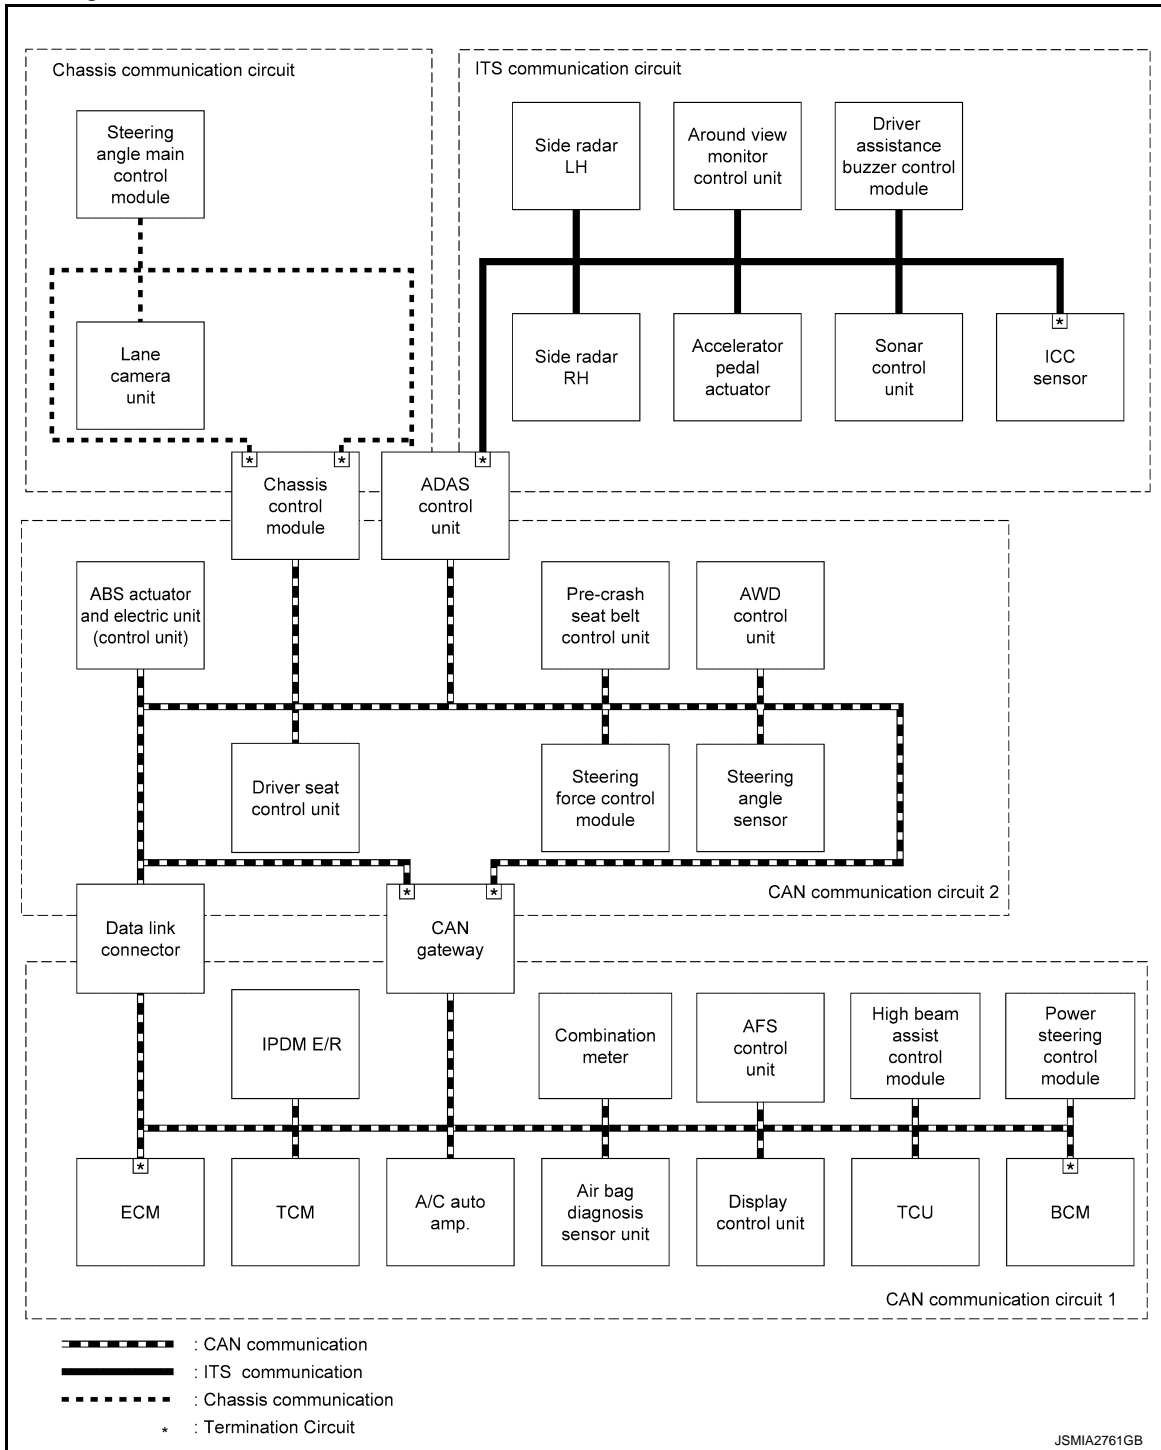 Chassis communication circuit
ITS communication circuit
Steering
angle main
control
module
Side radar
LH
Around view
monitor
control unit
Driver
assistance
buzzer control
module
Lane
camera
unit
Side radar
RH
Accelerator
pedal
actuator
Sonar
control
unit
*
ICC
sensor
*
*
Chassis
control
module
*
ADAS
control
unit
ABS actuator
and electric unit
(control unit)
Pre-crash
seat belt
control unit
AWD
control
unit
Driver seat
control unit
Steering
force control
module
Steering
angle
sensor
CAN communication circuit 2
Data link
connector
*
*
CAN
gateway
IPDM E/R
Combination
meter
AFS
control
unit
High beam
assist
control
module
Power
steering
control
module
*
ECM
TCM
A/C auto
amp.
Air bag
diagnosis
sensor unit
Display
control unit
TCU
*
BCM
CAN communication circuit 1
: CAN communication
: ITS communication
: Chassis communication
* : Termination Circuit
JSMIA2761GB